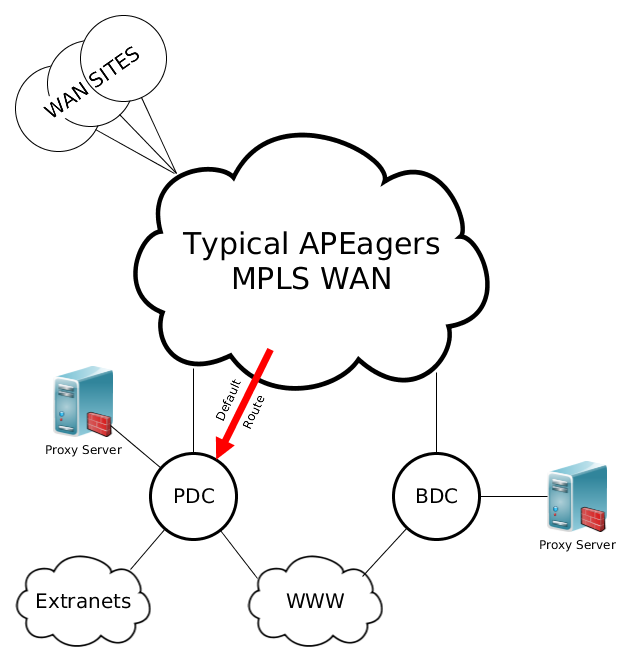 WAN SITES
Typical APEagers
MPLS WAN
Default
Route
Proxy Server
PDC
BDC
Proxy Server
Extranets
WWW